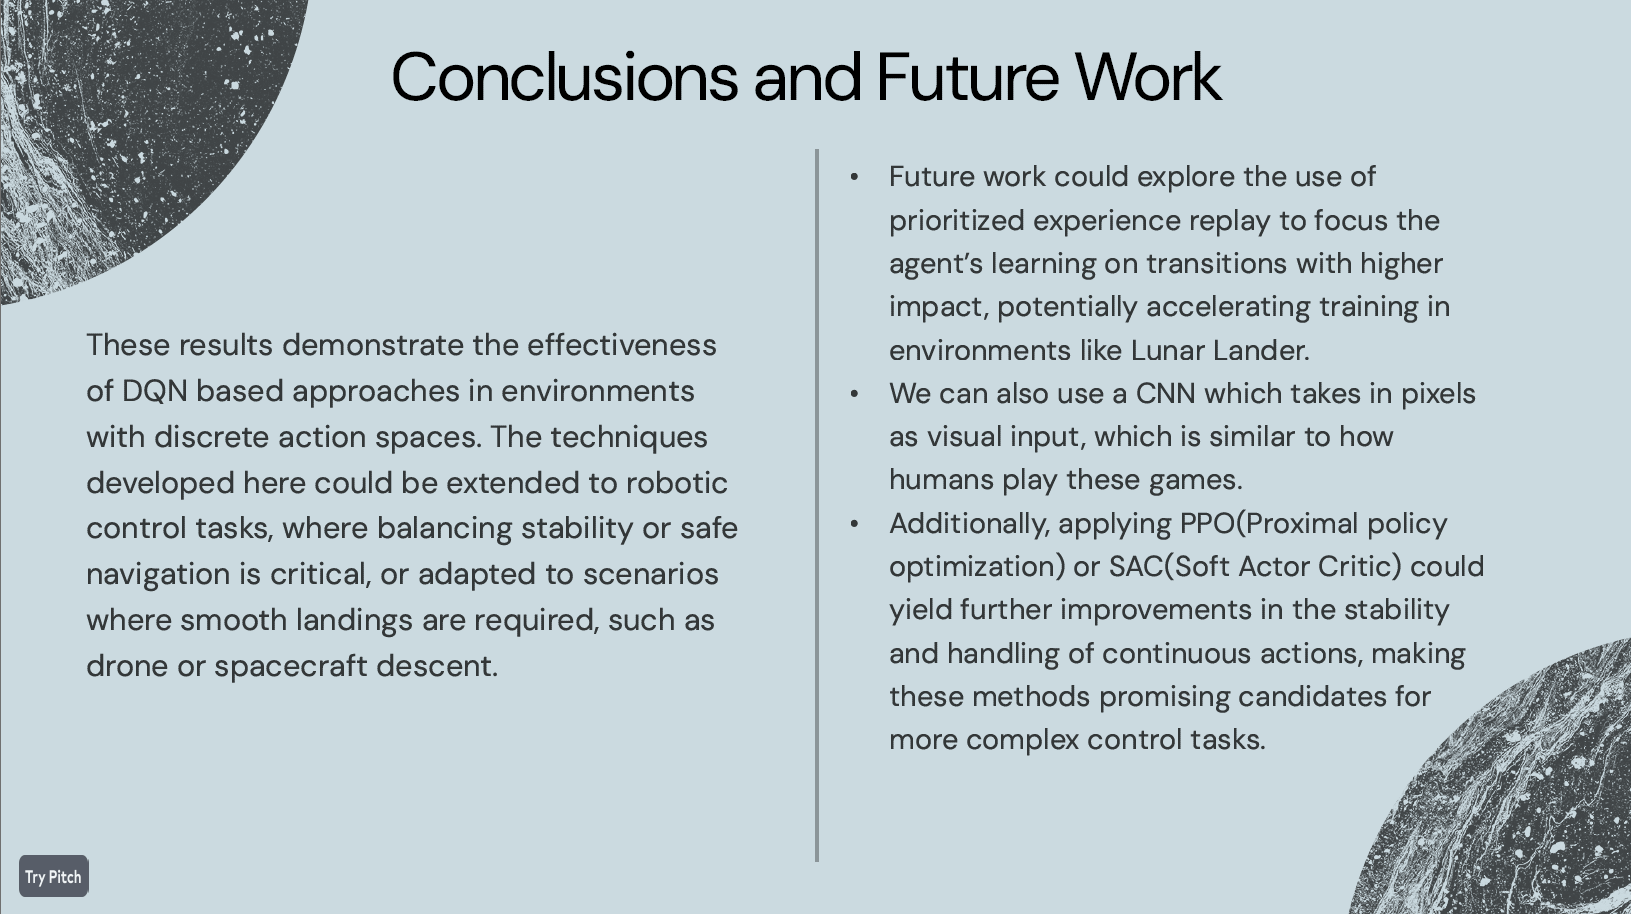 Conclusions and Future Work
These results demonstrate the effectiveness
of DQN based approaches in environments
with discrete action spaces. The techniques
developed here could be extended to robotic
control tasks, where balancing stability or safe
navigation is critical, or adapted to scenarios
where smooth landings are required, such as
drone or spacecraft descent.
• Future work could explore the use of
prioritized experience replay to focus the
agent’s learning on transitions with higher
impact, potentially accelerating training in
environments like Lunar Lander.
• We can also use a CNN which takes in pixels
as visual input, which is similar to how
humans play these games.
• Additionally, applying PPO(Proximal policy
optimization) or SAC(Soft Actor Critic) could
yield further improvements in the stability
and handling of continuous actions, making
these methods promising candidates for
more complex control tasks.
Try Pitch